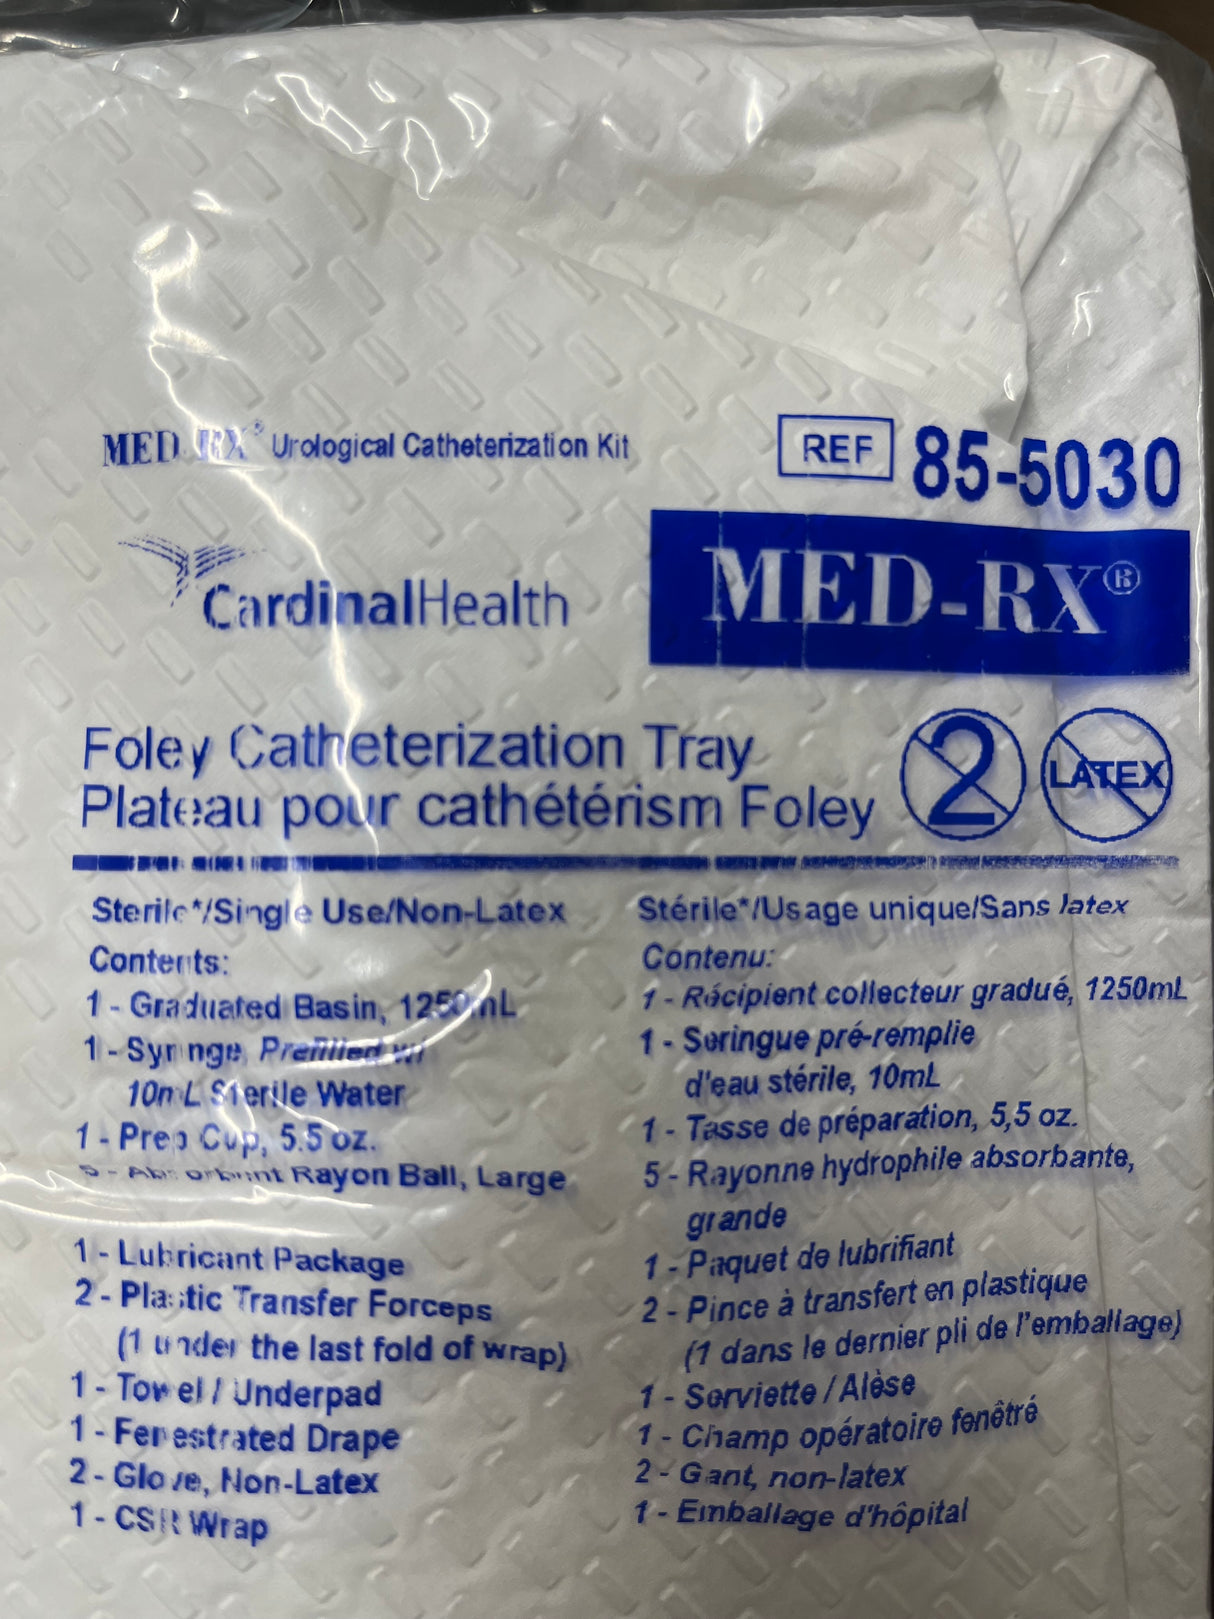 MED-RX® Urological Catheterization Kit
REF 85-5030
CardinalHealth
MED-RX®
Foley Catheterization Tray
Plateau pour cathétérism Foley
2
LATEX
Sterile*/Single Use/Non-Latex
Contents:
1 - Graduated Basin, 1250mL
1 - Syringe, Prefilled w/
10mL Sterile Water
1 - Prep Cup, 5.5 oz.
5 - Absorbent Rayon Ball, Large
1 - Lubricant Package
2 - Plastic Transfer Forceps
(1 under the last fold of wrap)
1 - Towel / Underpad
1 - Fenestrated Drape
2 - Glove, Non-Latex
1 - CSR Wrap
Stérile*/Usage unique/Sans latex
Contenu:
1 - Récipient collecteur gradué, 1250mL
1 - Seringue pré-remplie
d'eau stérile, 10mL
1 - Tasse de préparation, 5,5 oz.
5 - Rayonne hydrophile absorbante,
grande
1 - Paquet de lubrifiant
2 - Pince à transfert en plastique
(1 dans le dernier pli de l'emballage)
1 - Serviette / Alèse
1 - Champ opératoire fenêtré
2 - Gant, non-latex
1 - Emballage d'hôpital